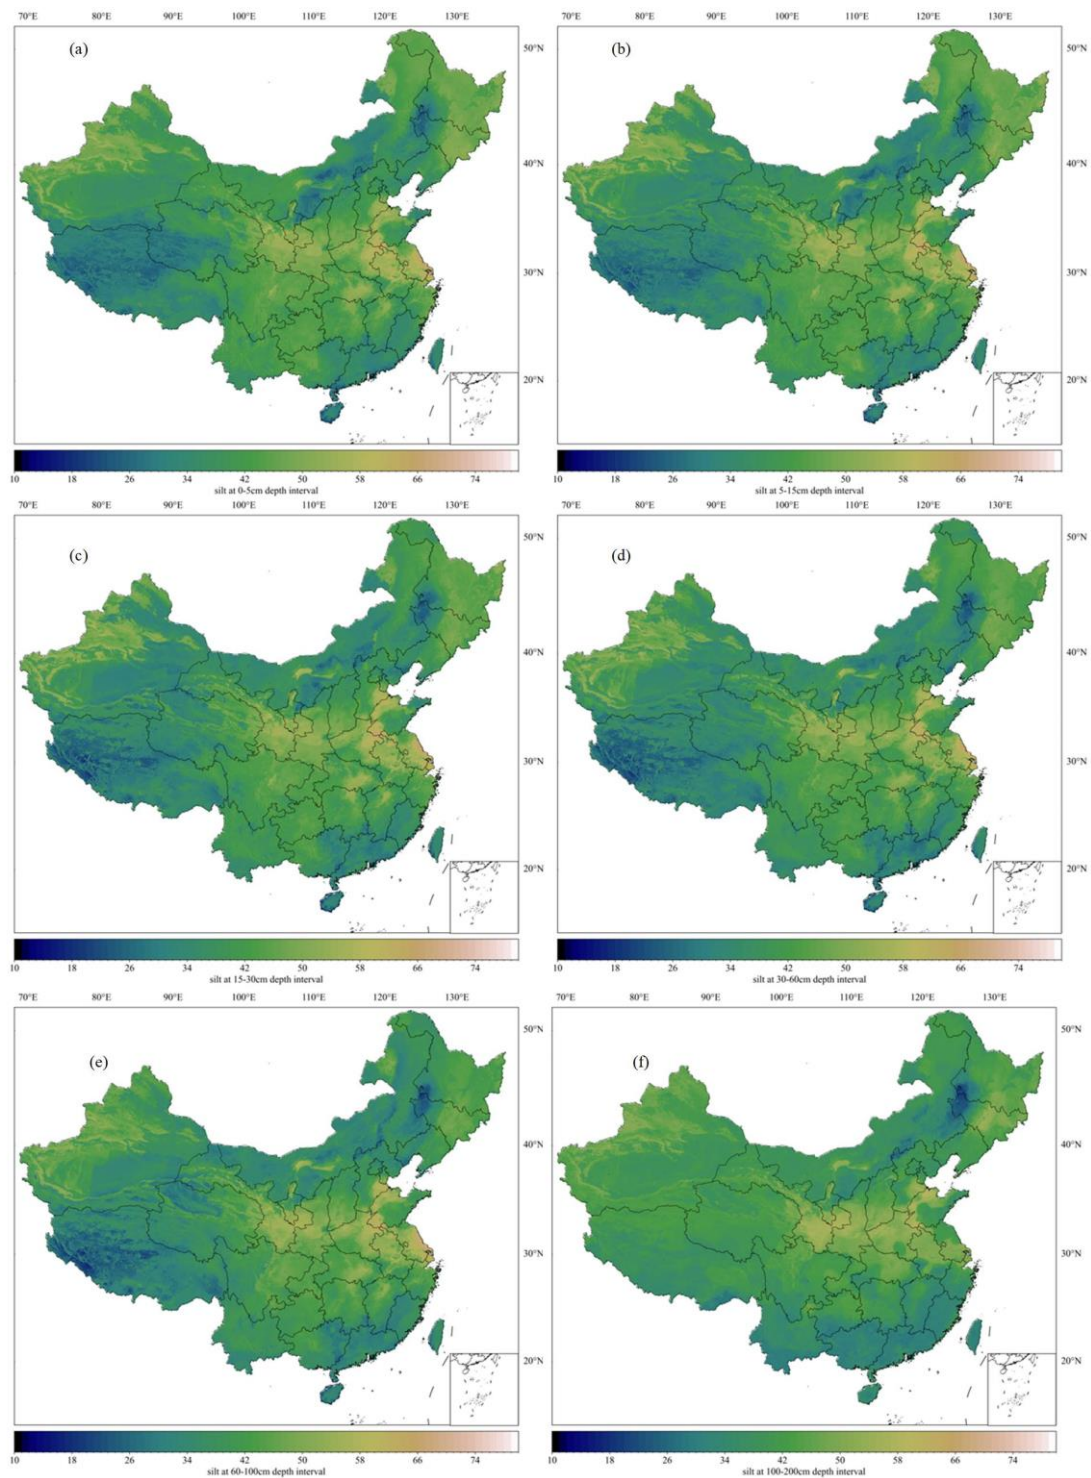 70°E 80°E 90°E 100°E 110°E 120°E 130°E
70°E 80°E 90°E 100°E 110°E 120°E 130°E
(a)
(b)
50°N
50°N
40°N
40°N
30°N
30°N
20°N
20°N
10 18 26 34 42 50 58 66 74
silt at 0-5cm depth interval
10 18 26 34 42 50 58 66 74
silt at 5-15cm depth interval
70°E 80°E 90°E 100°E 110°E 120°E 130°E
70°E 80°E 90°E 100°E 110°E 120°E 130°E
(c)
(d)
50°N
50°N
40°N
40°N
30°N
30°N
20°N
20°N
10 18 26 34 42 50 58 66 74
silt at 15-30cm depth interval
10 18 26 34 42 50 58 66 74
silt at 30-60cm depth interval
70°E 80°E 90°E 100°E 110°E 120°E 130°E
70°E 80°E 90°E 100°E 110°E 120°E 130°E
(e)
(f)
50°N
50°N
40°N
40°N
30°N
30°N
20°N
20°N
10 18 26 34 42 50 58 66 74
silt at 60-100cm depth interval
10 18 26 34 42 50 58 66 74
silt at 100-200cm depth interval